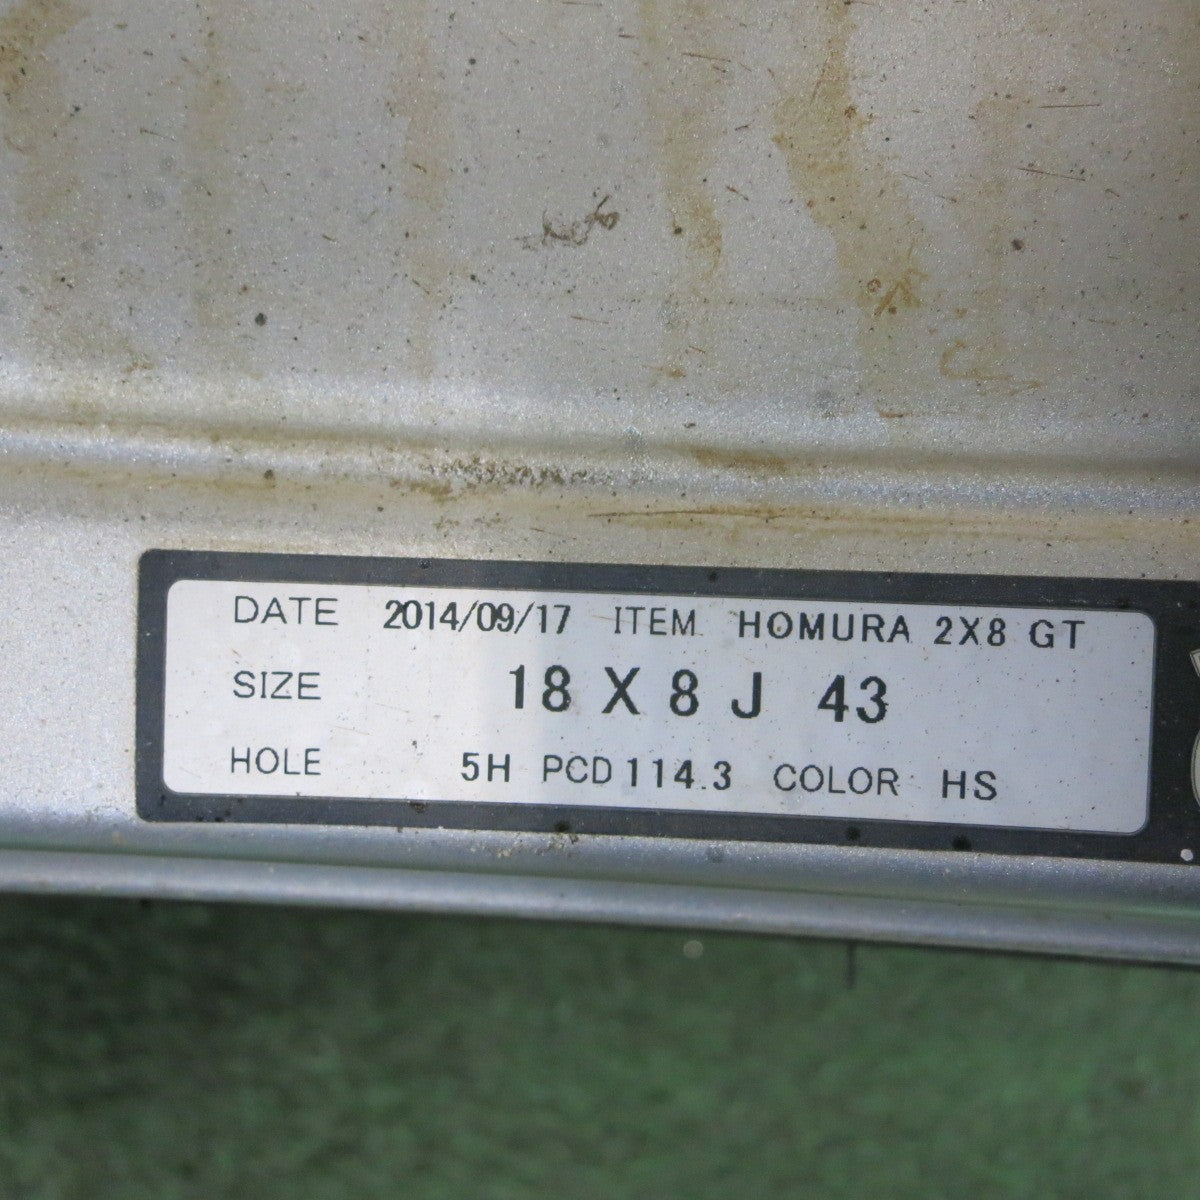 DATE 2014/09/17 ITEM HOMURA 2X8 GT
SIZE 18 X 8 J 43
HOLE 5H PCD 114.3 COLOR HS